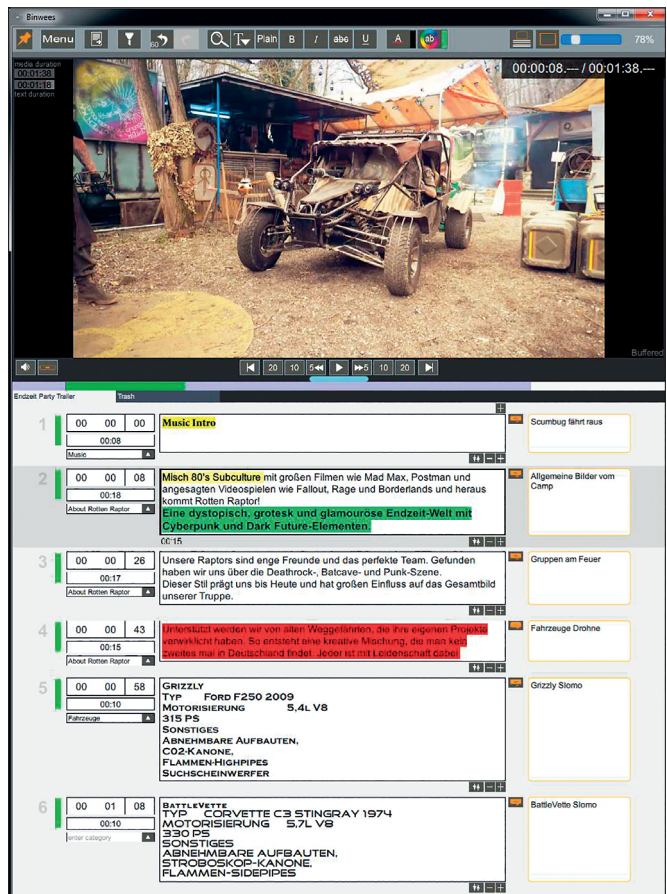 Binwees
Menu
60
Plain B I abc U A ab 78%
media duration
00:01:38
00:01:18
text duration
00:00:08.--- / 00:01:38.---
Buffered
20 10 5 5 10 20
Endzeit Party Trailer Trash
1
00 00 00
00:08
Music
Music Intro
Scumbug fährt raus
2
00 00 08
00:18
About Rotten Raptor
Misch 80's Subculture mit großen Filmen wie Mad Max, Postman und
angesagten Videospielen wie Fallout, Rage und Borderlands und heraus
kommt Rotten Raptor!
Eine dystopisch, grotesk und glamouröse Endzeit-Welt mit
Cyberpunk und Dark Future-Elementen.
00:15
Allgemeine Bilder vom
Camp
3
00 00 26
00:17
About Rotten Raptor
Unsere Raptors sind enge Freunde und das perfekte Team. Gefunden
haben wir uns über die Deathrock-, Batcave- und Punk-Szene.
Dieser Stil prägt uns bis Heute und hat großen Einfluss auf das Gesamtbild
unserer Truppe.
Gruppen am Feuer
4
00 00 43
00:15
About Rotten Raptor
Unterstützt werden wir von alten Weggefährten, die ihre eigenen Projekte
verwirklicht haben. So entsteht eine kreative Mischung, die man kein
zweites mal in Deutschland findet. Jeder ist mit Leidenschaft dabei
Fahrzeuge Drohne
5
00 00 58
00:10
Fahrzeuge
Grizzly
Typ Ford F250 2009
Motorisierung 5,4l V8
315 PS
Sonstiges
Abnehmbare Aufbauten,
C02-Kanone,
Flammen-Highpipes
Suchscheinwerfer
Grizzly Slomo
6
00 01 08
00:10
enter category
BattleVette
Typ Corvette C3 Stingray 1974
Motorisierung 5,7L V8
330 PS
Sonstiges
Abnehmbare Aufbauten,
Stroboskop-Kanone,
Flammen-Sidepipes
BattleVette Slomo